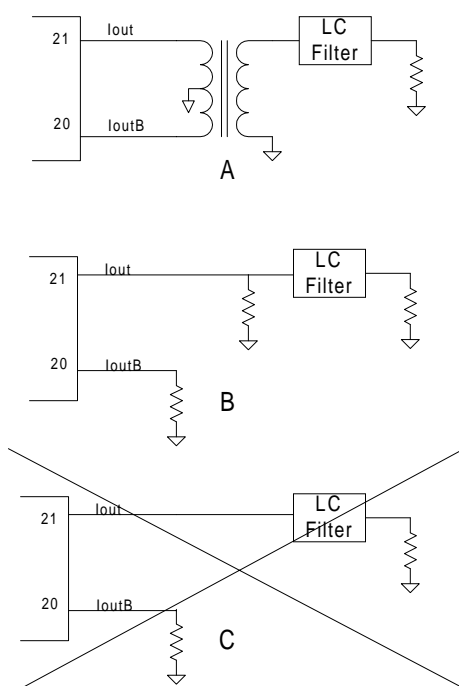 21
Iout
LC
Filter
20
IoutB
A
21
Iout
LC
Filter
20
IoutB
B
21
Iout
LC
Filter
20
IoutB
C